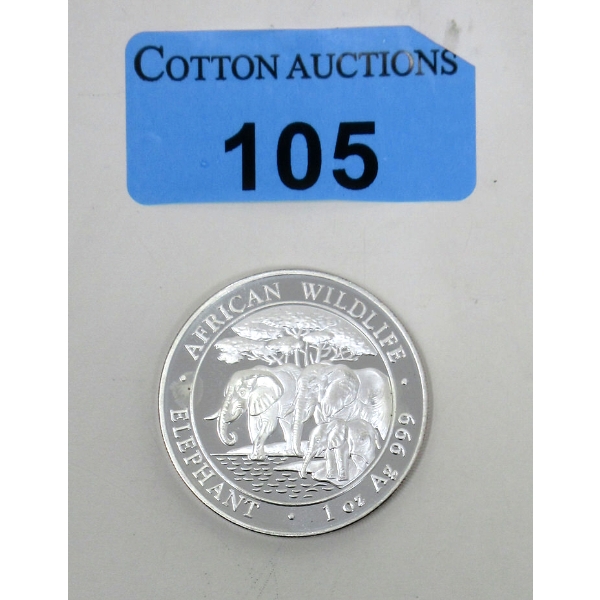 COTTON AUCTIONS
105
· AFRICAN WILDLIFE ·
ELEPHANT · 1 oz Ag 999